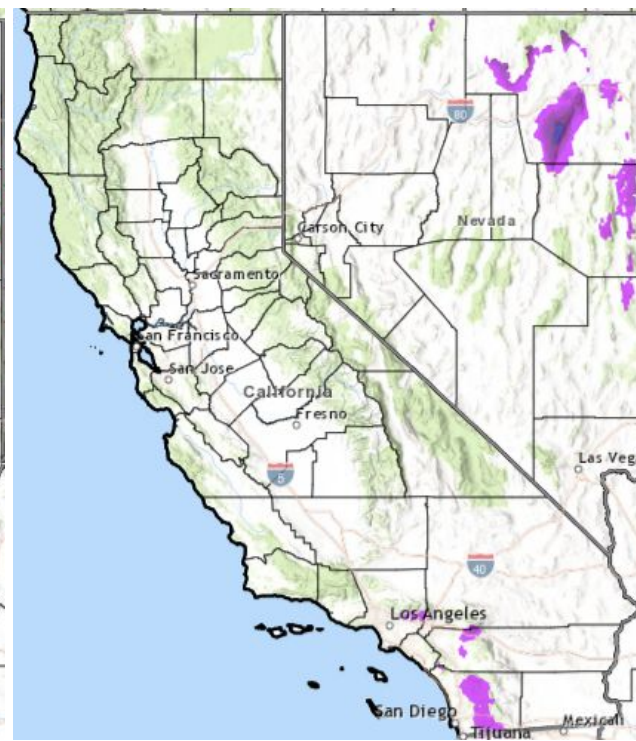 80
Carson City
Nevada
Sacramento
San Francisco
San Jose
California
Fresno
Las Veg
5
40
Los Angeles
San Diego
Tijuana
Mexicali